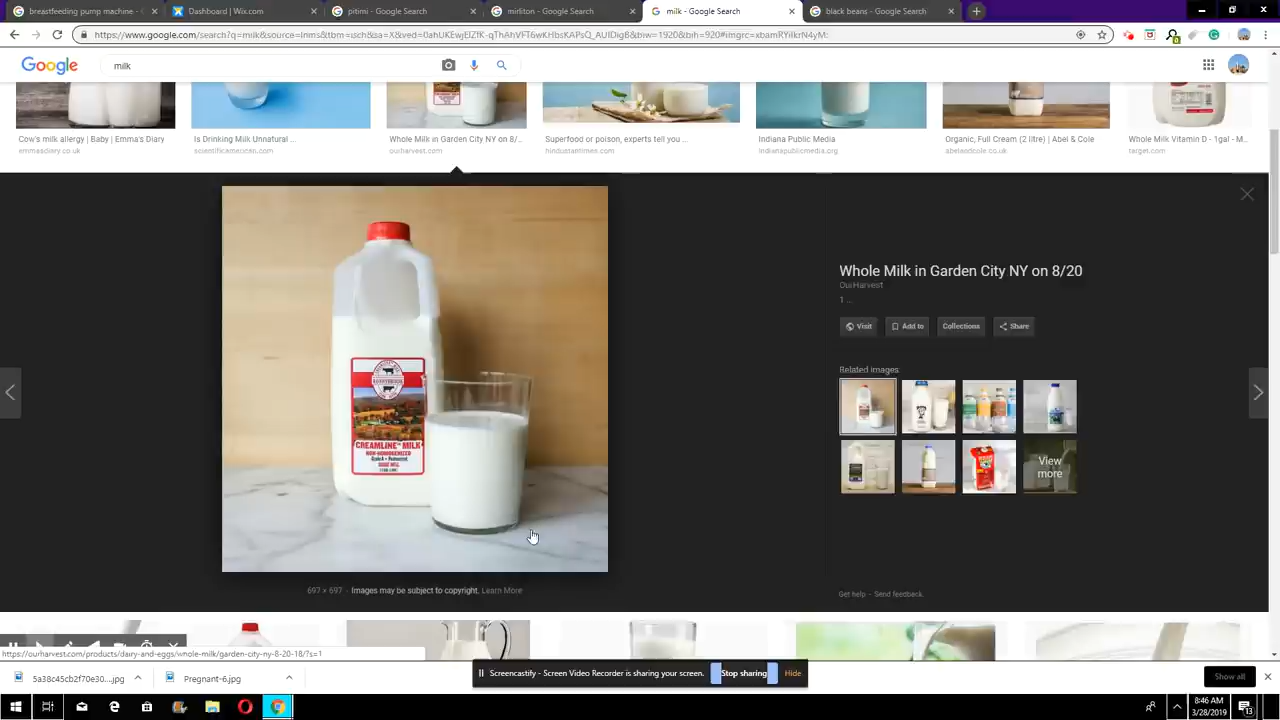 breastfeeding pump machine -
Dashboard | Wix.com
pitimi - Google Search
mirliton - Google Search
milk - Google Search
black beans - Google Search
Google
milk
Cow's milk allergy | Baby | Emma's Diary
emmasdiary.co.uk
Is Drinking Milk Unnatural ...
scientificamerican.com
Whole Milk in Garden City NY on 8/...
ourharvest.com
Superfood or poison, experts tell you ...
hindustantimes.com
Indiana Public Media
indianapublicmedia.org
Organic, Full Cream (2 litre) | Abel & Cole
abelandcole.co.uk
Whole Milk Vitamin D - 1gal - M...
target.com
CREAMLINE MILK
NON-HOMOGENIZED
Whole Milk in Garden City NY on 8/20
OurHarvest
1 ...
Visit
Add to
Collections
Share
Related images:
View more
697 × 697 · Images may be subject to copyright. Learn More
Get help - Send feedback.
https://ourharvest.com/products/dairy-and-eggs/whole-milk/garden-city-ny-8-20-18/?s=1
Screencastify - Screen Video Recorder is sharing your screen.
Stop sharing
Hide
5a38c45cb2f70e30....jpg
Pregnant-6.jpg
Show all
8:46 AM
3/28/2019
13